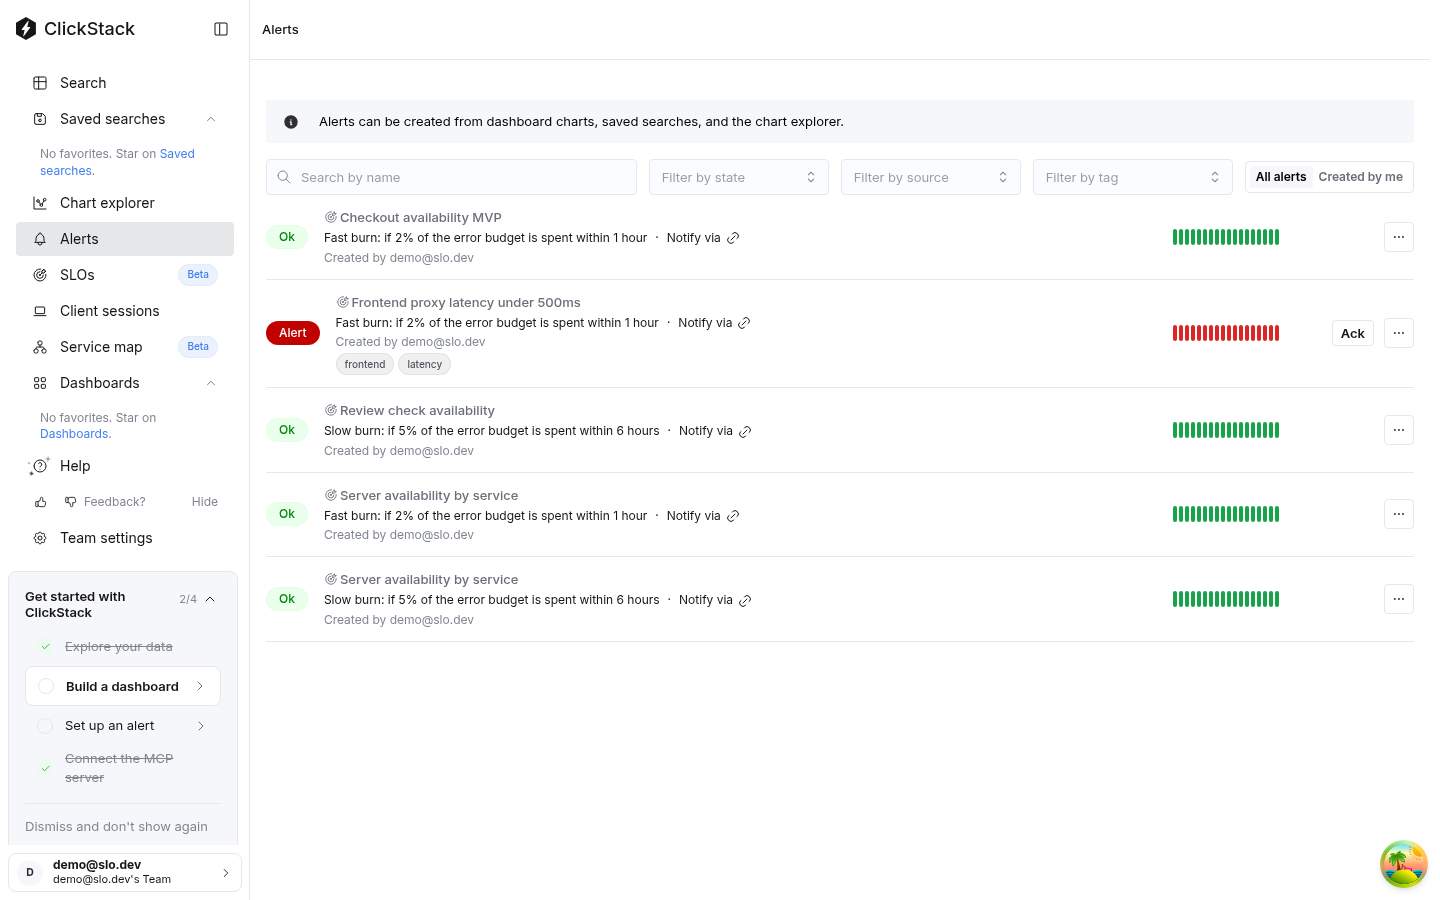 ClickStack
Alerts
Search
Saved searches
No favorites. Star on Saved
searches.
Chart explorer
Alerts
SLOs Beta
Client sessions
Service map Beta
Dashboards
No favorites. Star on
Dashboards.
Help
Feedback? Hide
Team settings
Get started with
ClickStack
2/4
Explore your data
Build a dashboard
Set up an alert
Connect the MCP
server
Dismiss and don't show again
D
demo@slo.dev
demo@slo.dev's Team
Alerts can be created from dashboard charts, saved searches, and the chart explorer.
Search by name Filter by state Filter by source Filter by tag All alerts Created by me
Checkout availability MVP
Ok
Fast burn: if 2% of the error budget is spent within 1 hour · Notify via
Created by demo@slo.dev
Frontend proxy latency under 500ms
Alert
Fast burn: if 2% of the error budget is spent within 1 hour · Notify via
Ack
Created by demo@slo.dev
frontend latency
Review check availability
Ok
Slow burn: if 5% of the error budget is spent within 6 hours · Notify via
Created by demo@slo.dev
Server availability by service
Ok
Fast burn: if 2% of the error budget is spent within 1 hour · Notify via
Created by demo@slo.dev
Server availability by service
Ok
Slow burn: if 5% of the error budget is spent within 6 hours · Notify via
Created by demo@slo.dev